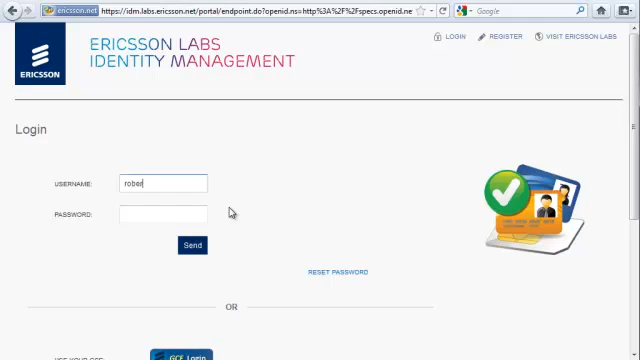 ericsson.net https://idm.labs.ericsson.net/portal/endpoint.do?openid.ns=http%3A%2F%2Fspecs.openid.ne
Google
ERICSSON
ERICSSON LABS
IDENTITY MANAGEMENT
LOGIN REGISTER VISIT ERICSSON LABS
Login
USERNAME: rober
PASSWORD:
Send
RESET PASSWORD
OR
GCF Login